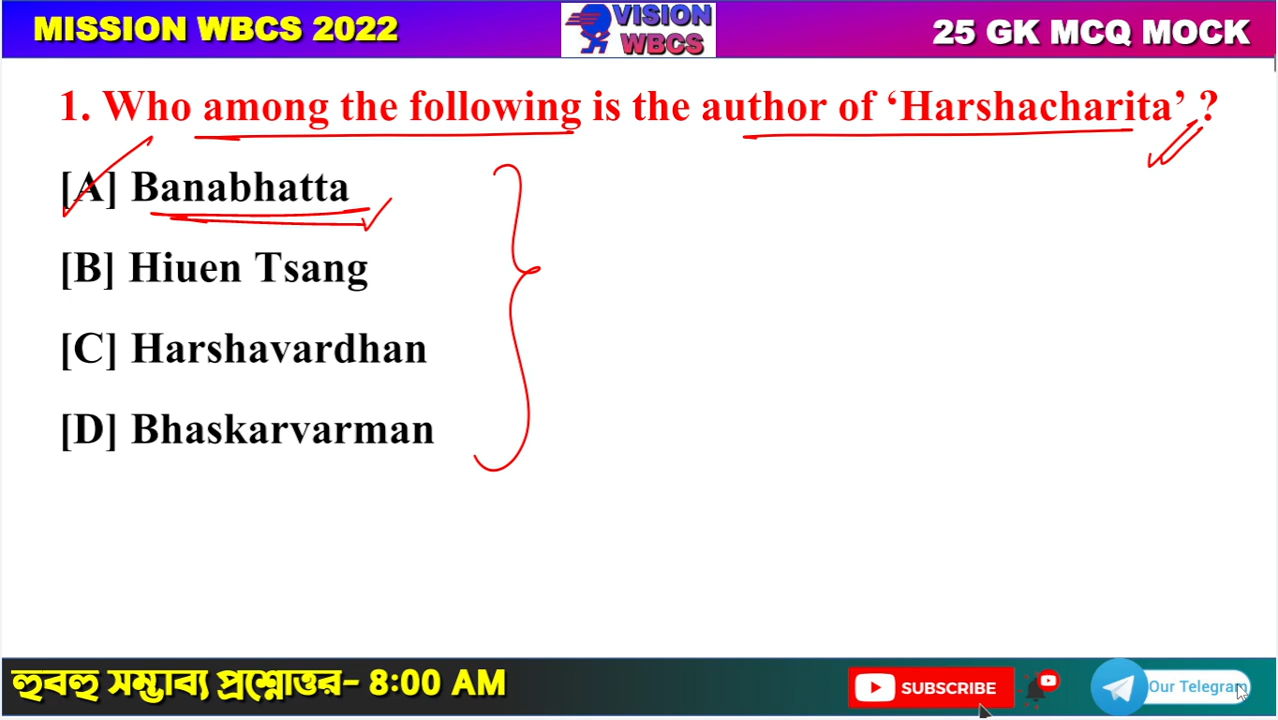 MISSION WBCS 2022
VISION
WBCS
25 GK MCQ MOCK
1. Who among the following is the author of ‘Harshacharita’ ?
[A] Banabhatta
[B] Hiuen Tsang
[C] Harshavardhan
[D] Bhaskarvarman
হুবহু সম্ভাব্য প্রশ্নোত্তর- 8:00 AM
SUBSCRIBE
Our Telegram